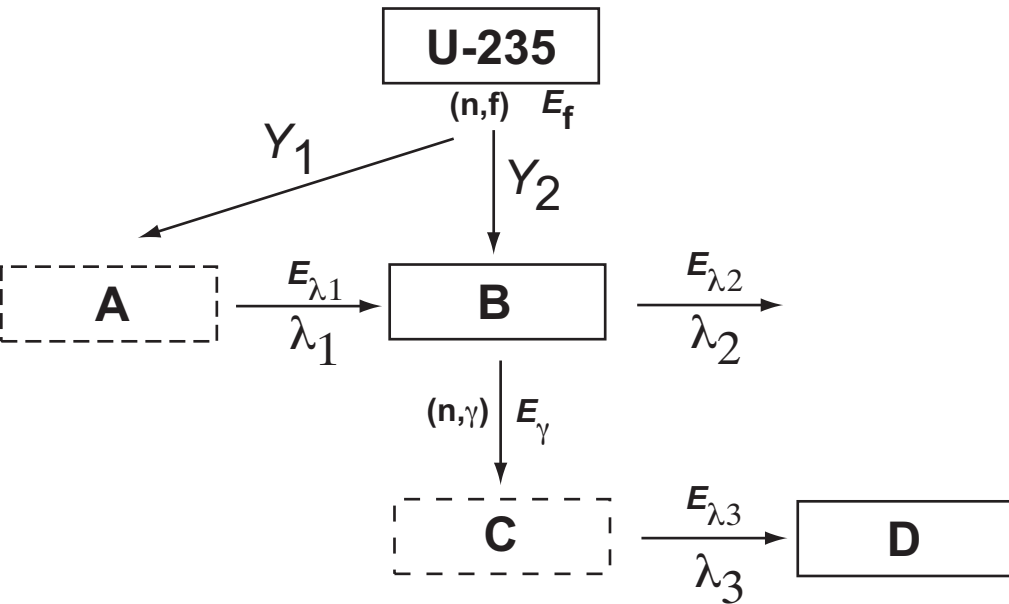 U-235
(n,f) E_f
Y_1
Y_2
A
E_λ1
λ_1
B
E_λ2
λ_2
(n,γ) E_γ
C
E_λ3
λ_3
D